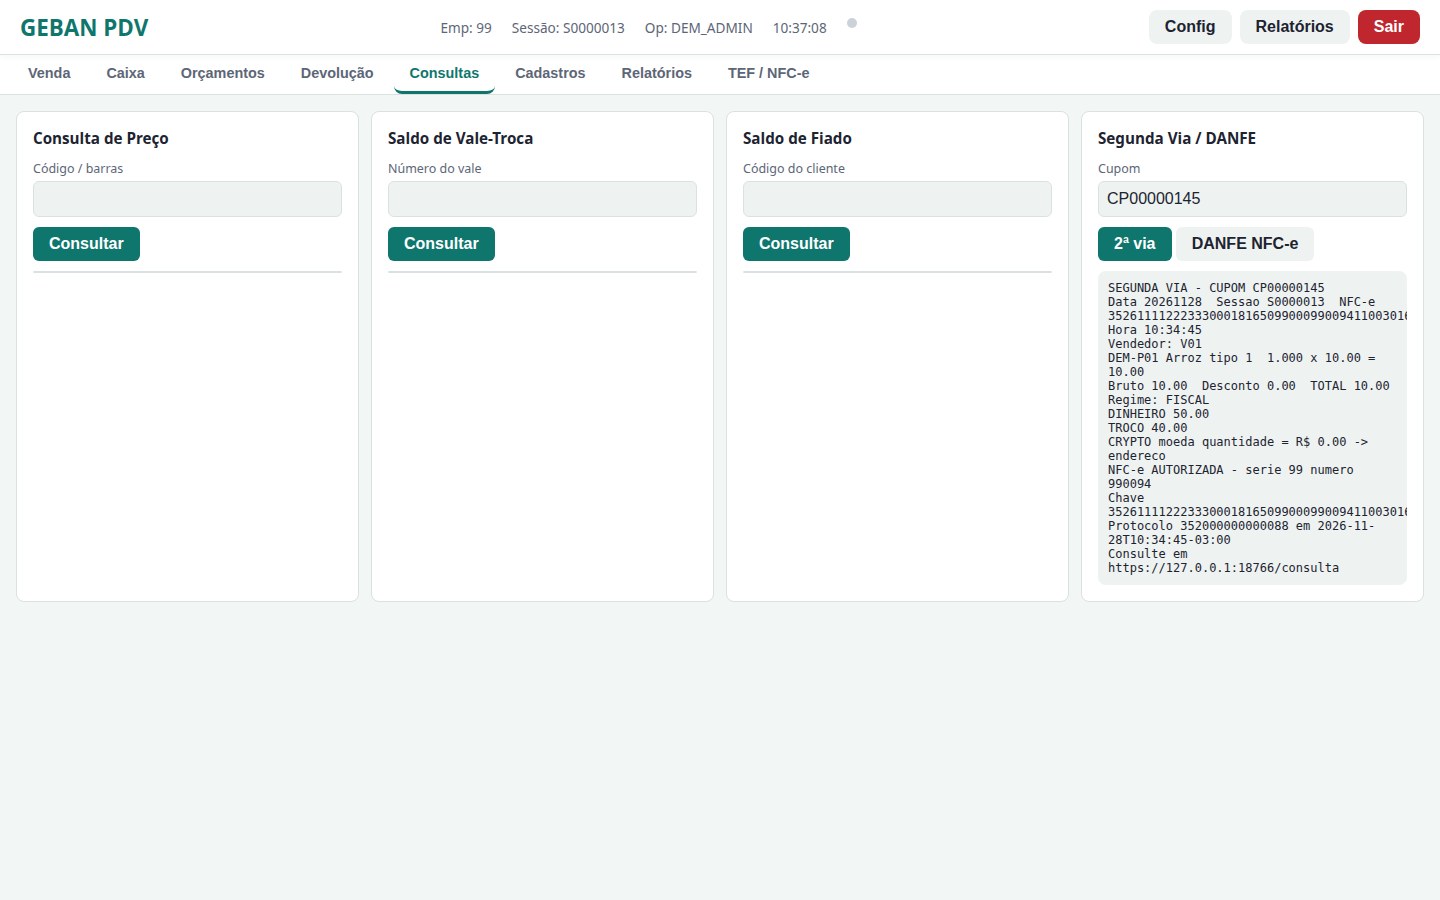 GEBAN PDV
Emp: 99 Sessão: S0000013 Op: DEM_ADMIN 10:37:08
Config Relatórios Sair
Venda Caixa Orçamentos Devolução Consultas Cadastros Relatórios TEF / NFC-e
Consulta de Preço
Código / barras
Consultar
Saldo de Vale-Troca
Número do vale
Consultar
Saldo de Fiado
Código do cliente
Consultar
Segunda Via / DANFE
Cupom
CP00000145
2ª via DANFE NFC-e
SEGUNDA VIA - CUPOM CP00000145
Data 20261128 Sessao S0000013 NFC-e
352611112223330001816509900099009411003016
Hora 10:34:45
Vendedor: V01
DEM-P01 Arroz tipo 1 1.000 x 10.00 =
10.00
Bruto 10.00 Desconto 0.00 TOTAL 10.00
Regime: FISCAL
DINHEIRO 50.00
TROCO 40.00
CRYPTO moeda quantidade = R$ 0.00 ->
endereco
NFC-e AUTORIZADA - serie 99 numero
990094
Chave
352611112223330001816509900099009411003016
Protocolo 352000000000088 em 2026-11-
28T10:34:45-03:00
Consulte em
https://127.0.0.1:18766/consulta